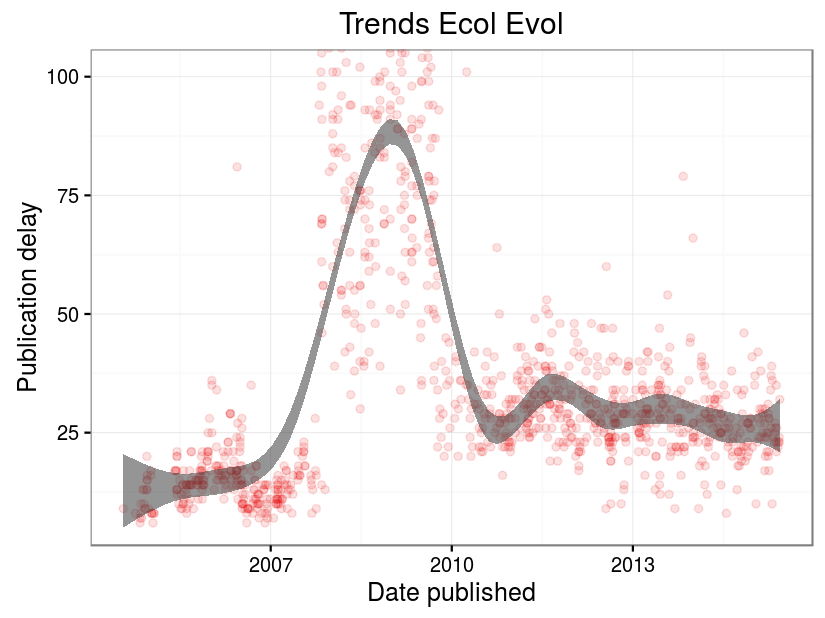 Trends Ecol Evol
100
75
50
25
Publication delay
2007 2010 2013
Date published